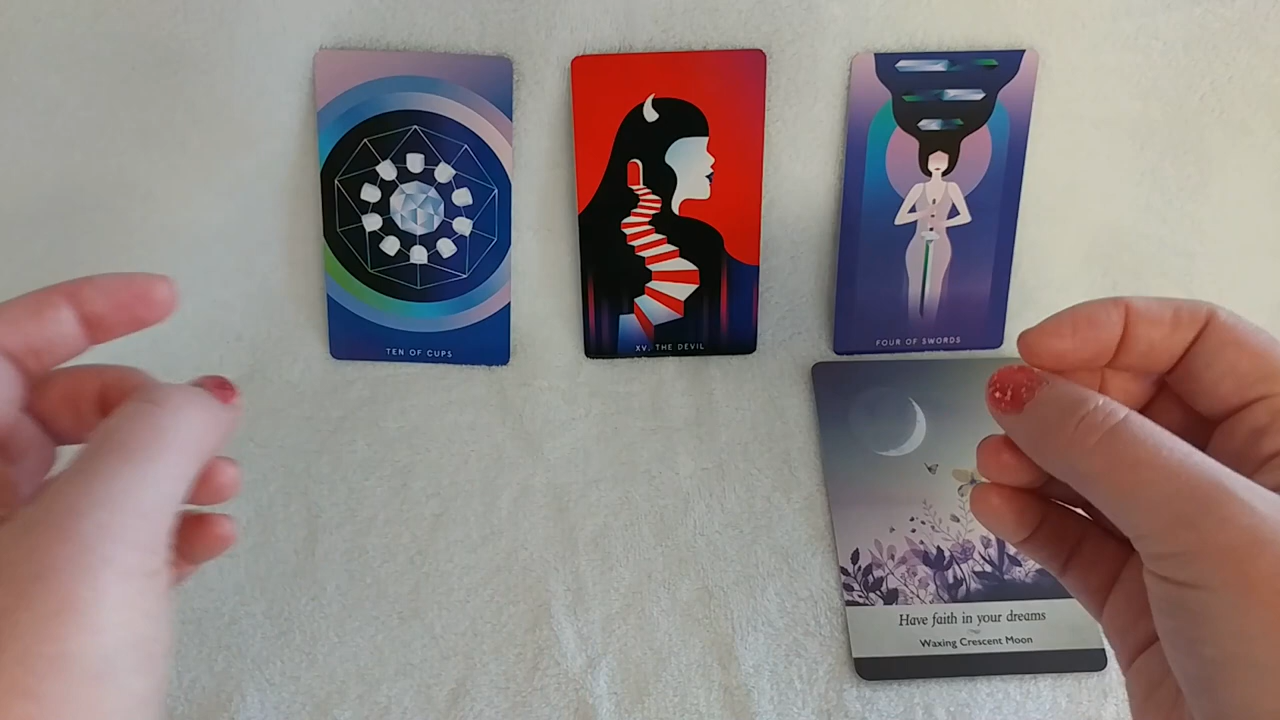 TEN OF CUPS
XV. THE DEVIL
FOUR OF SWORDS
Have faith in your dreams
Waxing Crescent Moon